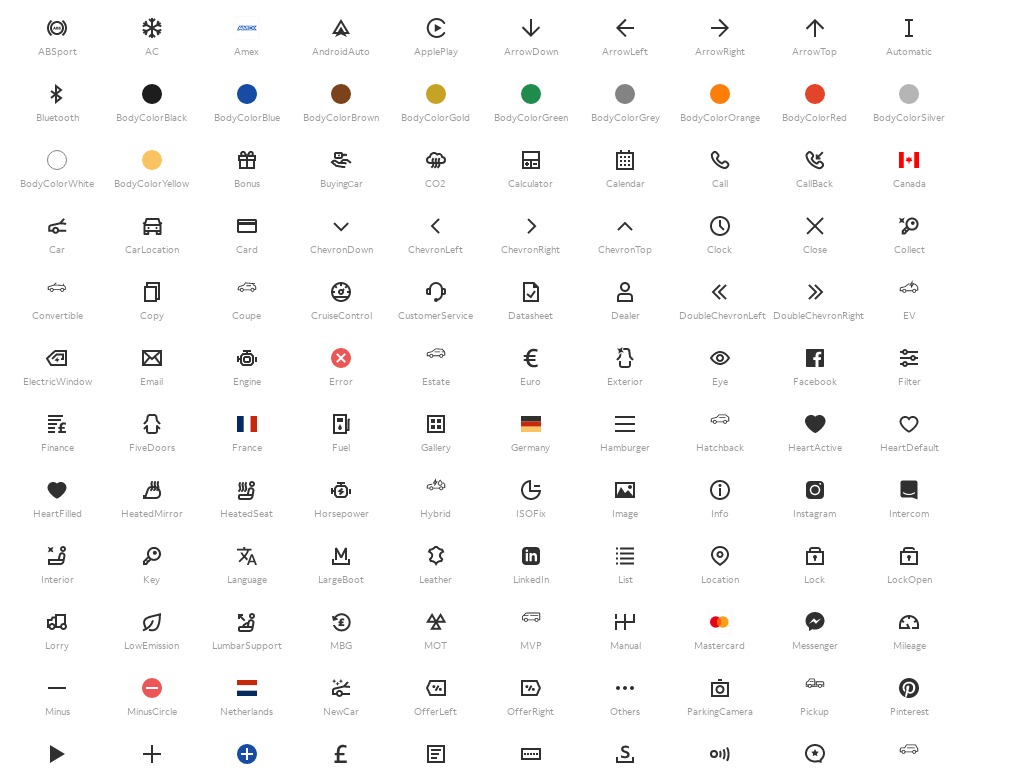 ABSport AC Amex AndroidAuto ApplePlay ArrowDown ArrowLeft ArrowRight ArrowTop Automatic
Bluetooth BodyColorBlack BodyColorBlue BodyColorBrown BodyColorGold BodyColorGreen BodyColorGrey BodyColorOrange BodyColorRed BodyColorSilver
BodyColorWhite BodyColorYellow Bonus BuyingCar CO2 Calculator Calendar Call CallBack Canada
Car CarLocation Card ChevronDown ChevronLeft ChevronRight ChevronTop Clock Close Collect
Convertible Copy Coupe CruiseControl CustomerService Datasheet Dealer DoubleChevronLeft DoubleChevronRight EV
ElectricWindow Email Engine Error Estate Euro Exterior Eye Facebook Filter
Finance FiveDoors France Fuel Gallery Germany Hamburger Hatchback HeartActive HeartDefault
HeartFilled HeatedMirror HeatedSeat Horsepower Hybrid ISOFix Image Info Instagram Intercom
Interior Key Language LargeBoot Leather LinkedIn List Location Lock LockOpen
Lorry LowEmission LumbarSupport MBG MOT MVP Manual Mastercard Messenger Mileage
Minus MinusCircle Netherlands NewCar OfferLeft OfferRight Others ParkingCamera Pickup Pinterest